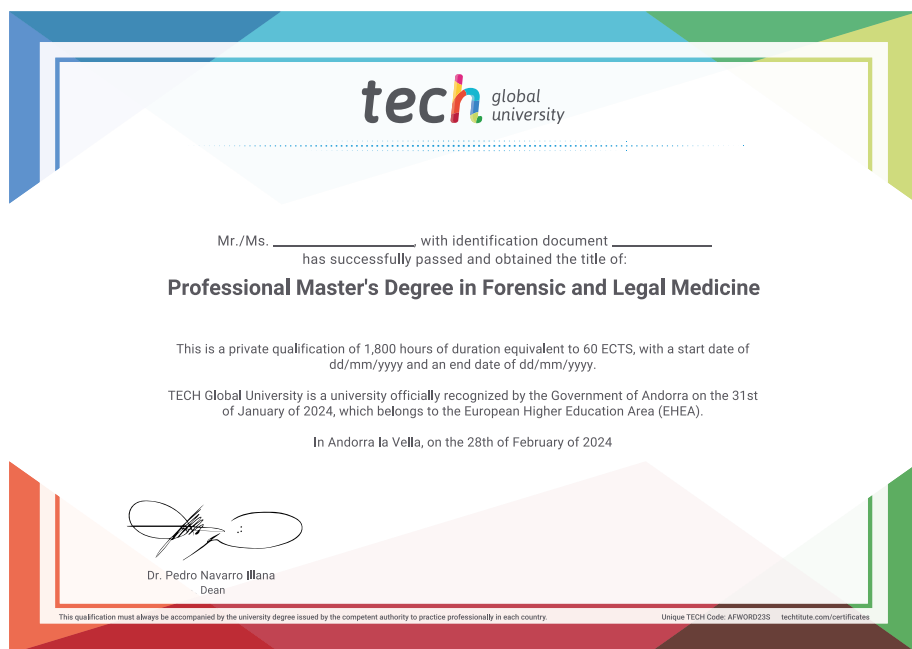 tech global
university
Mr./Ms. ____________, with identification document ____________
has successfully passed and obtained the title of:
Professional Master's Degree in Forensic and Legal Medicine
This is a private qualification of 1,800 hours of duration equivalent to 60 ECTS, with a start date of
dd/mm/yyyy and an end date of dd/mm/yyyy.
TECH Global University is a university officially recognized by the Government of Andorra on the 31st
of January of 2024, which belongs to the European Higher Education Area (EHEA).
In Andorra la Vella, on the 28th of February of 2024
Dr. Pedro Navarro Illana
Dean
This qualification must always be accompanied by the university degree issued by the competent authority to practice professionally in each country. Unique TECH Code: AFWORD23S techtitute.com/certificates